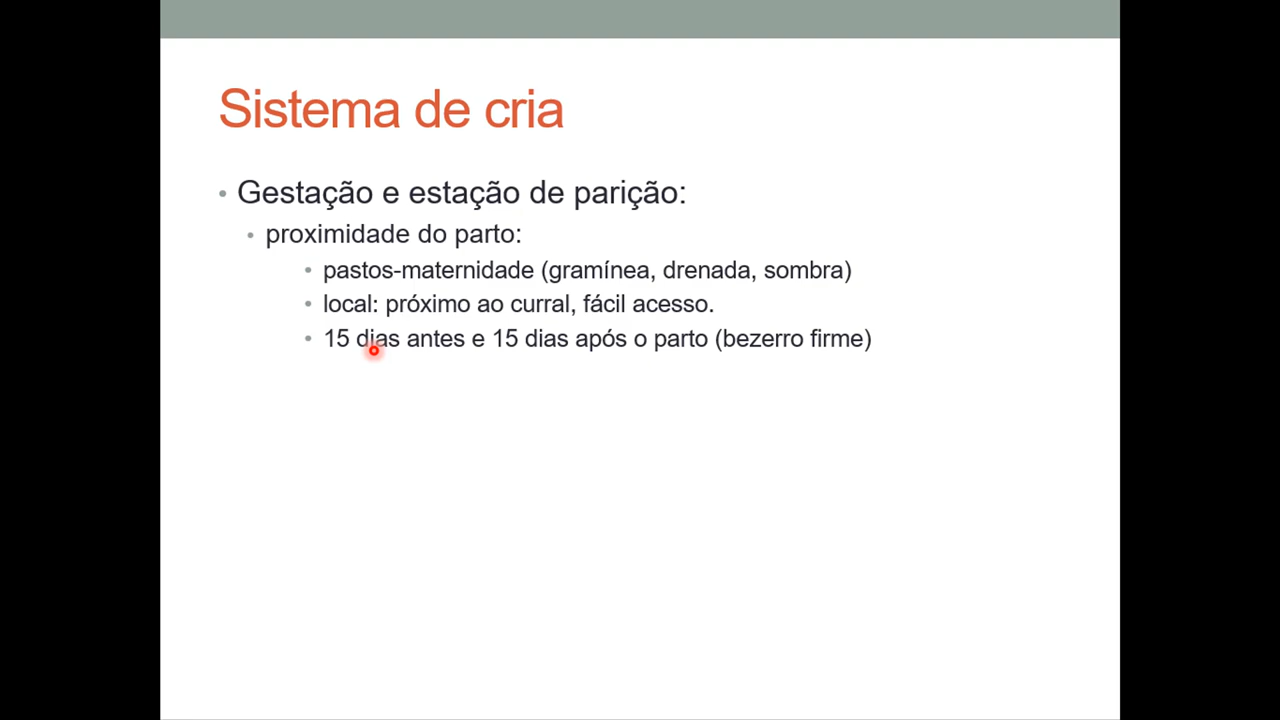 Sistema de cria
• Gestação e estação de parição:
• proximidade do parto:
• pastos-maternidade (gramínea, drenada, sombra)
• local: próximo ao curral, fácil acesso.
• 15 dias antes e 15 dias após o parto (bezerro firme)